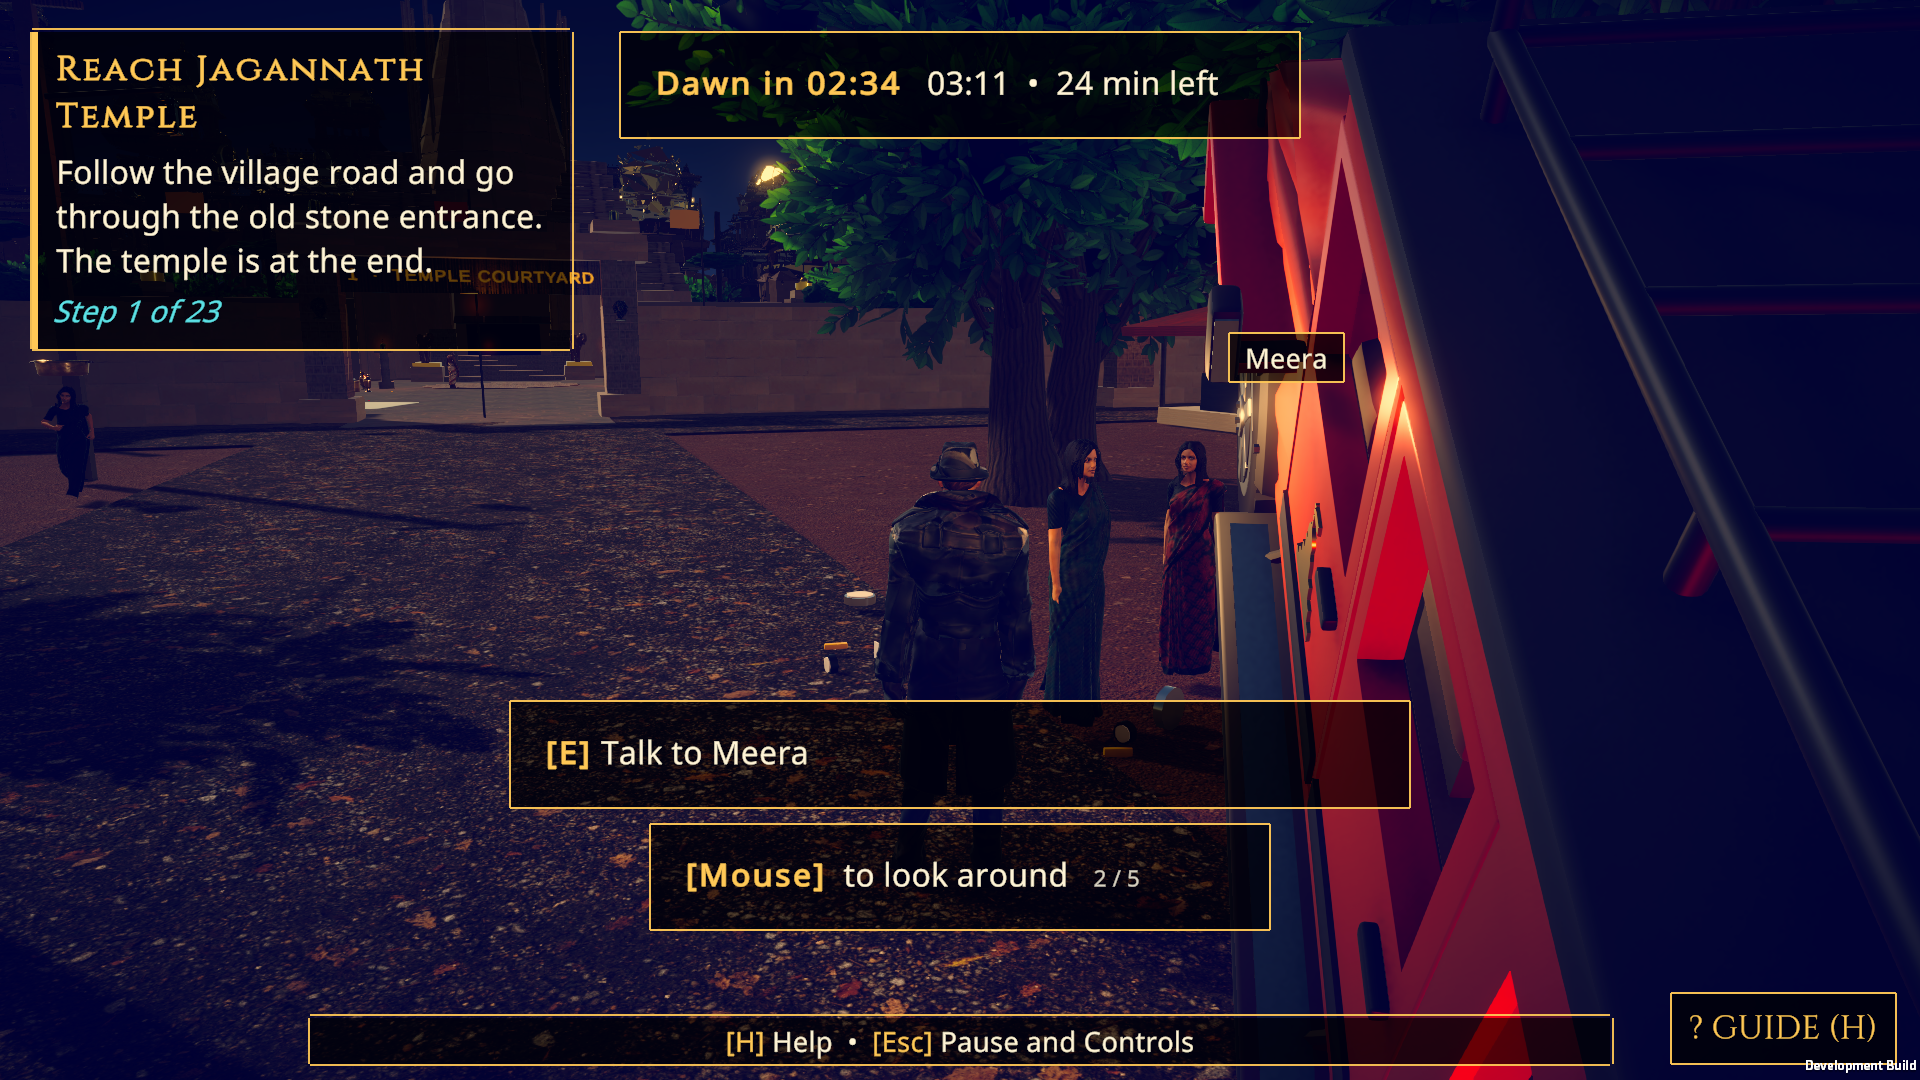 REACH JAGANNATH
TEMPLE
Follow the village road and go
through the old stone entrance.
The temple is at the end.
Step 1 of 23
Dawn in 02:34 03:11 • 24 min left
1 TEMPLE COURTYARD
Meera
[E] Talk to Meera
[Mouse] to look around 2 / 5
[H] Help • [Esc] Pause and Controls
? GUIDE (H)
Development Build